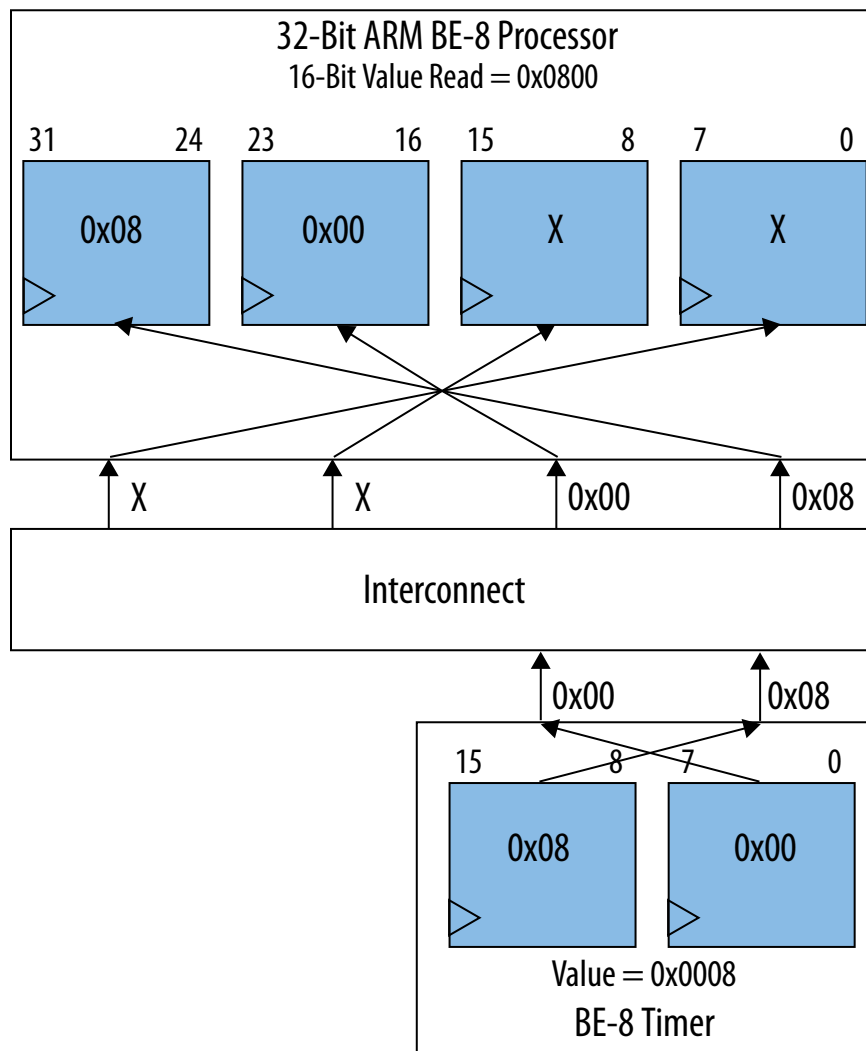 32-Bit ARM BE-8 Processor
16-Bit Value Read = 0x0800
31 24 23 16 15 8 7 0
0x08 0x00 X X
X X 0x00 0x08
Interconnect
0x00 0x08
15 8 7 0
0x08 0x00
Value = 0x0008
BE-8 Timer